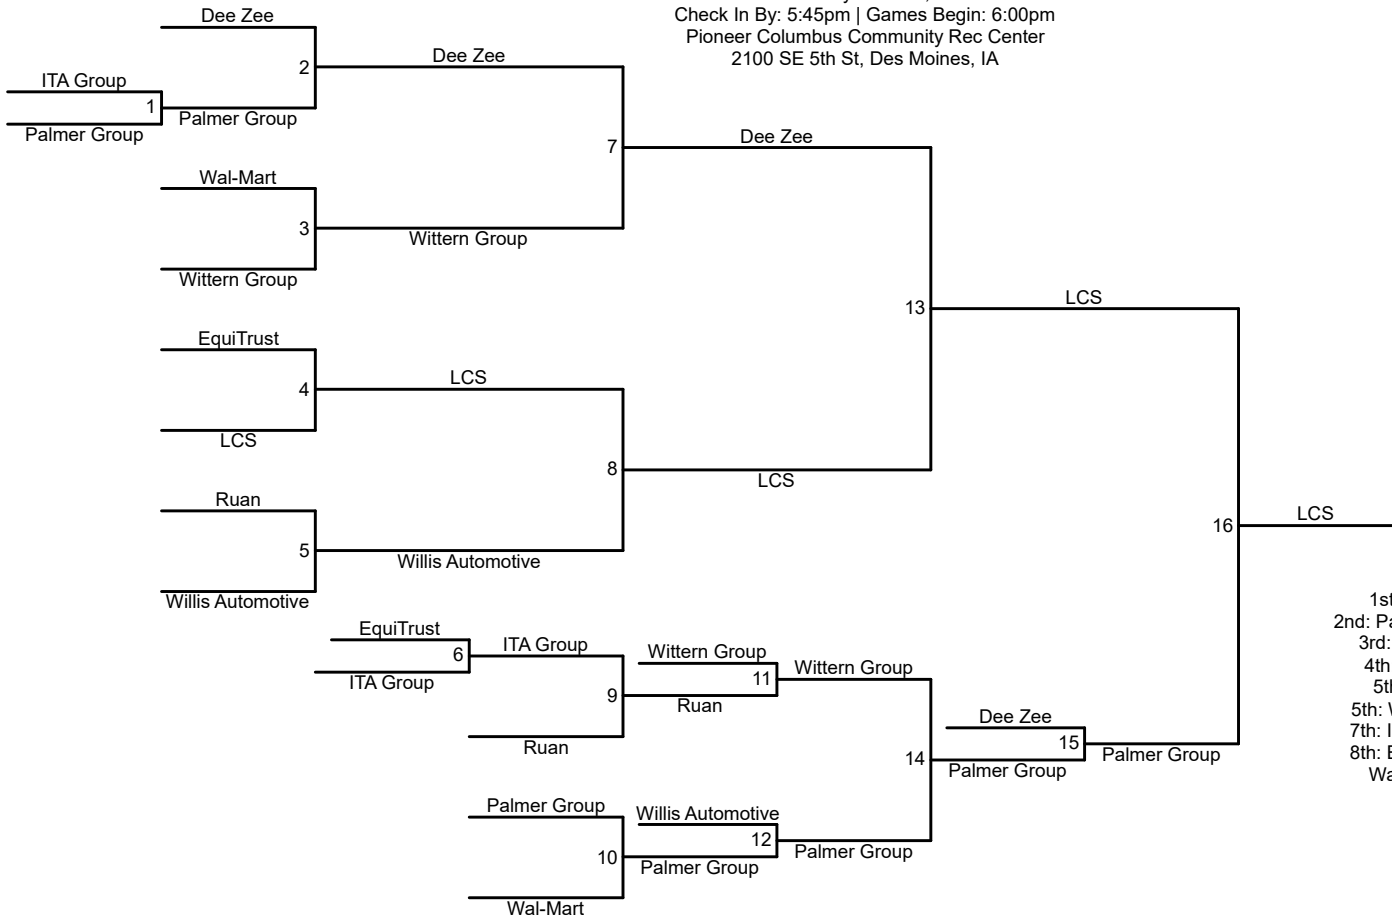 Check In By: 5:45pm | Games Begin: 6:00pm
Pioneer Columbus Community Rec Center
2100 SE 5th St, Des Moines, IA
Dee Zee
2
Dee Zee
ITA Group
1
Palmer Group
Palmer Group
7
Dee Zee
Wal-Mart
3
Wittern Group
Wittern Group
13
LCS
EquiTrust
4
LCS
LCS
8
LCS
Ruan
5
Willis Automotive
Willis Automotive
16
LCS
EquiTrust
6
ITA Group
ITA Group
9
Ruan
Wittern Group
11
Ruan
Wittern Group
14
Dee Zee
15
Palmer Group
Palmer Group
Palmer Group
10
Wal-Mart
Willis Automotive
12
Palmer Group
Palmer Group
1st
2nd:
3rd:
4th
5th
5th:
7th:
8th: